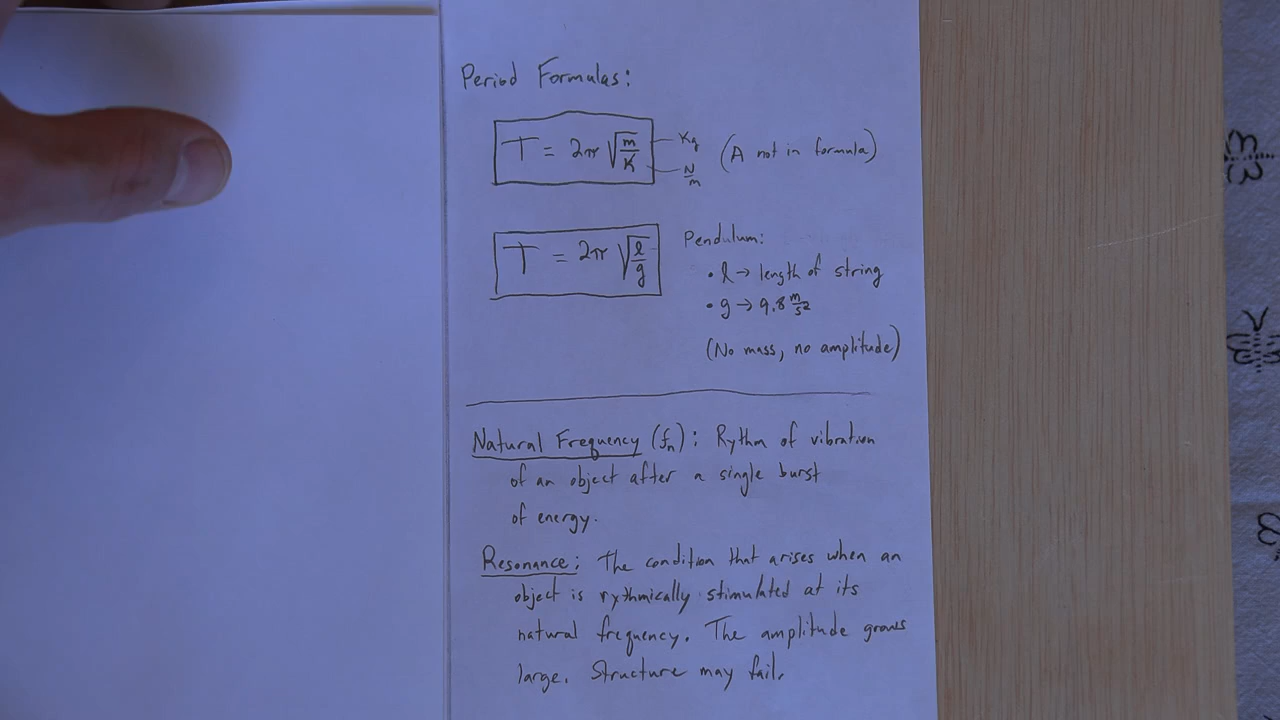 Period Formulas:
T = 2π √(m/K) Kg N/m (A not in formula)
T = 2π √(l/g)
Pendulum:
• l → length of string
• g → 9.8 m/s²
(No mass, no amplitude)
Natural Frequency (fn): Rythm of vibration
of an object after a single burst
of energy.
Resonance: The condition that arises when an
object is rythmically stimulated at its
natural frequency. The amplitude grows
large. Structure may fail.